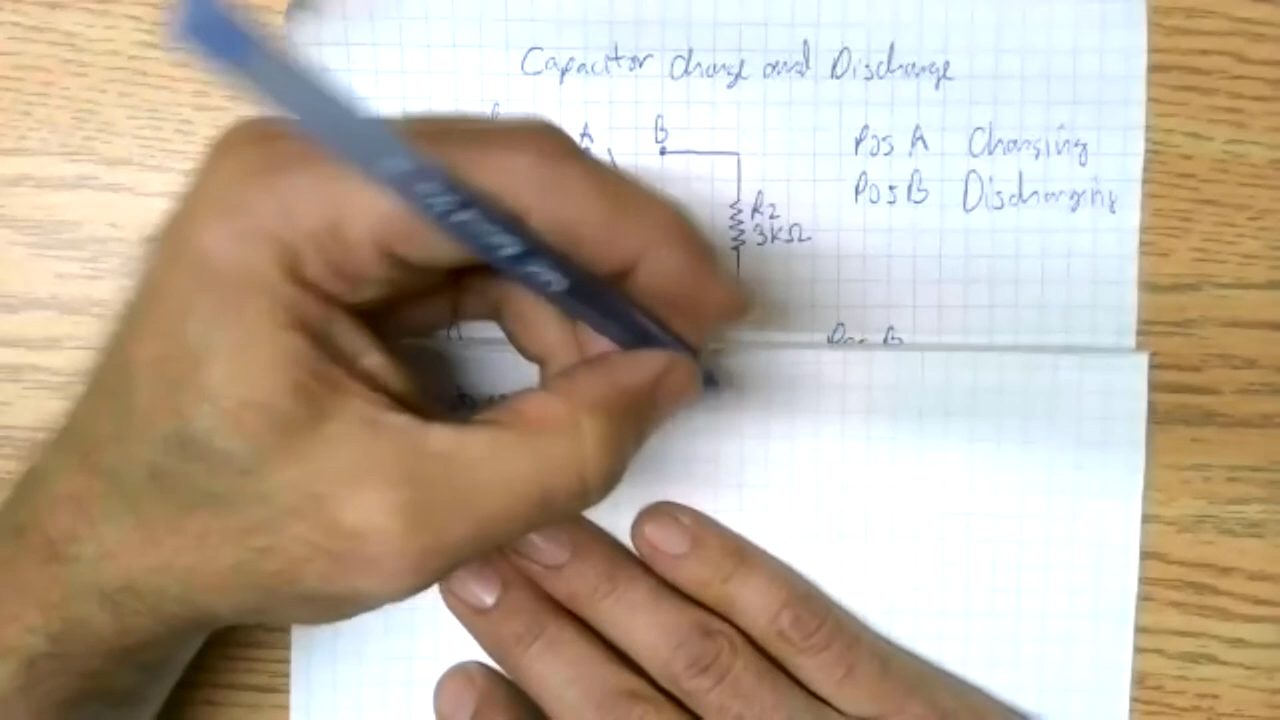 Capacitor Charge and Discharge
A B
Pos A Charging
Pos B Discharging
R2
3kΩ